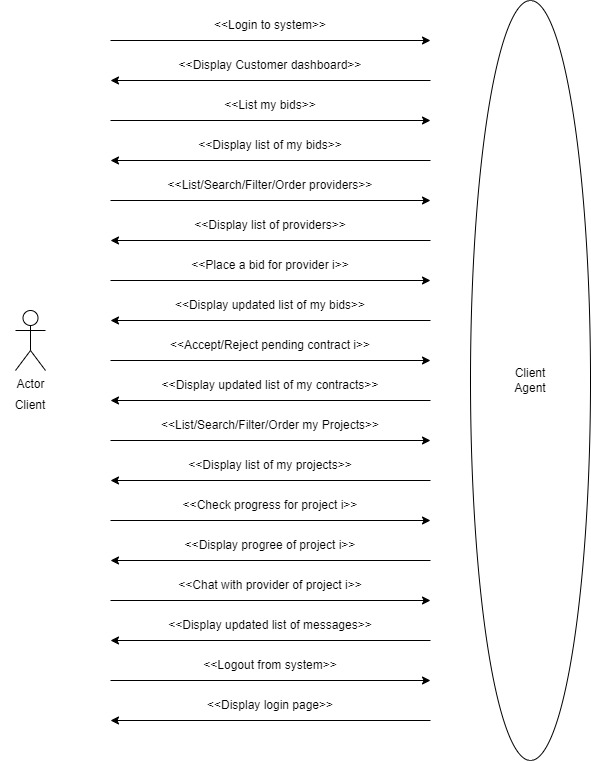 <<Login to system>>
<<Display Customer dashboard>>
<<List my bids>>
<<Display list of my bids>>
<<List/Search/Filter/Order providers>>
<<Display list of providers>>
<<Place a bid for provider i>>
<<Display updated list of my bids>>
<<Accept/Reject pending contract i>>
<<Display updated list of my contracts>>
<<List/Search/Filter/Order my Projects>>
<<Display list of my projects>>
<<Check progress for project i>>
<<Display progree of project i>>
<<Chat with provider of project i>>
<<Display updated list of messages>>
<<Logout from system>>
<<Display login page>>
Actor
Client
Client
Agent